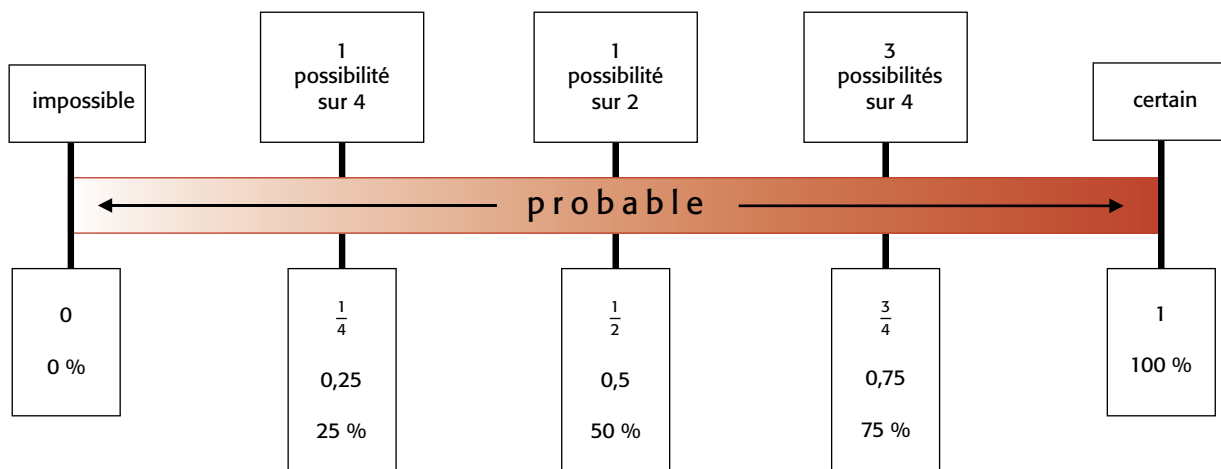 impossible
1
possibilité
sur 4
1
possibilité
sur 2
3
possibilités
sur 4
certain
probable
0
0 %
1/4
0,25
25 %
1/2
0,5
50 %
3/4
0,75
75 %
1
100 %